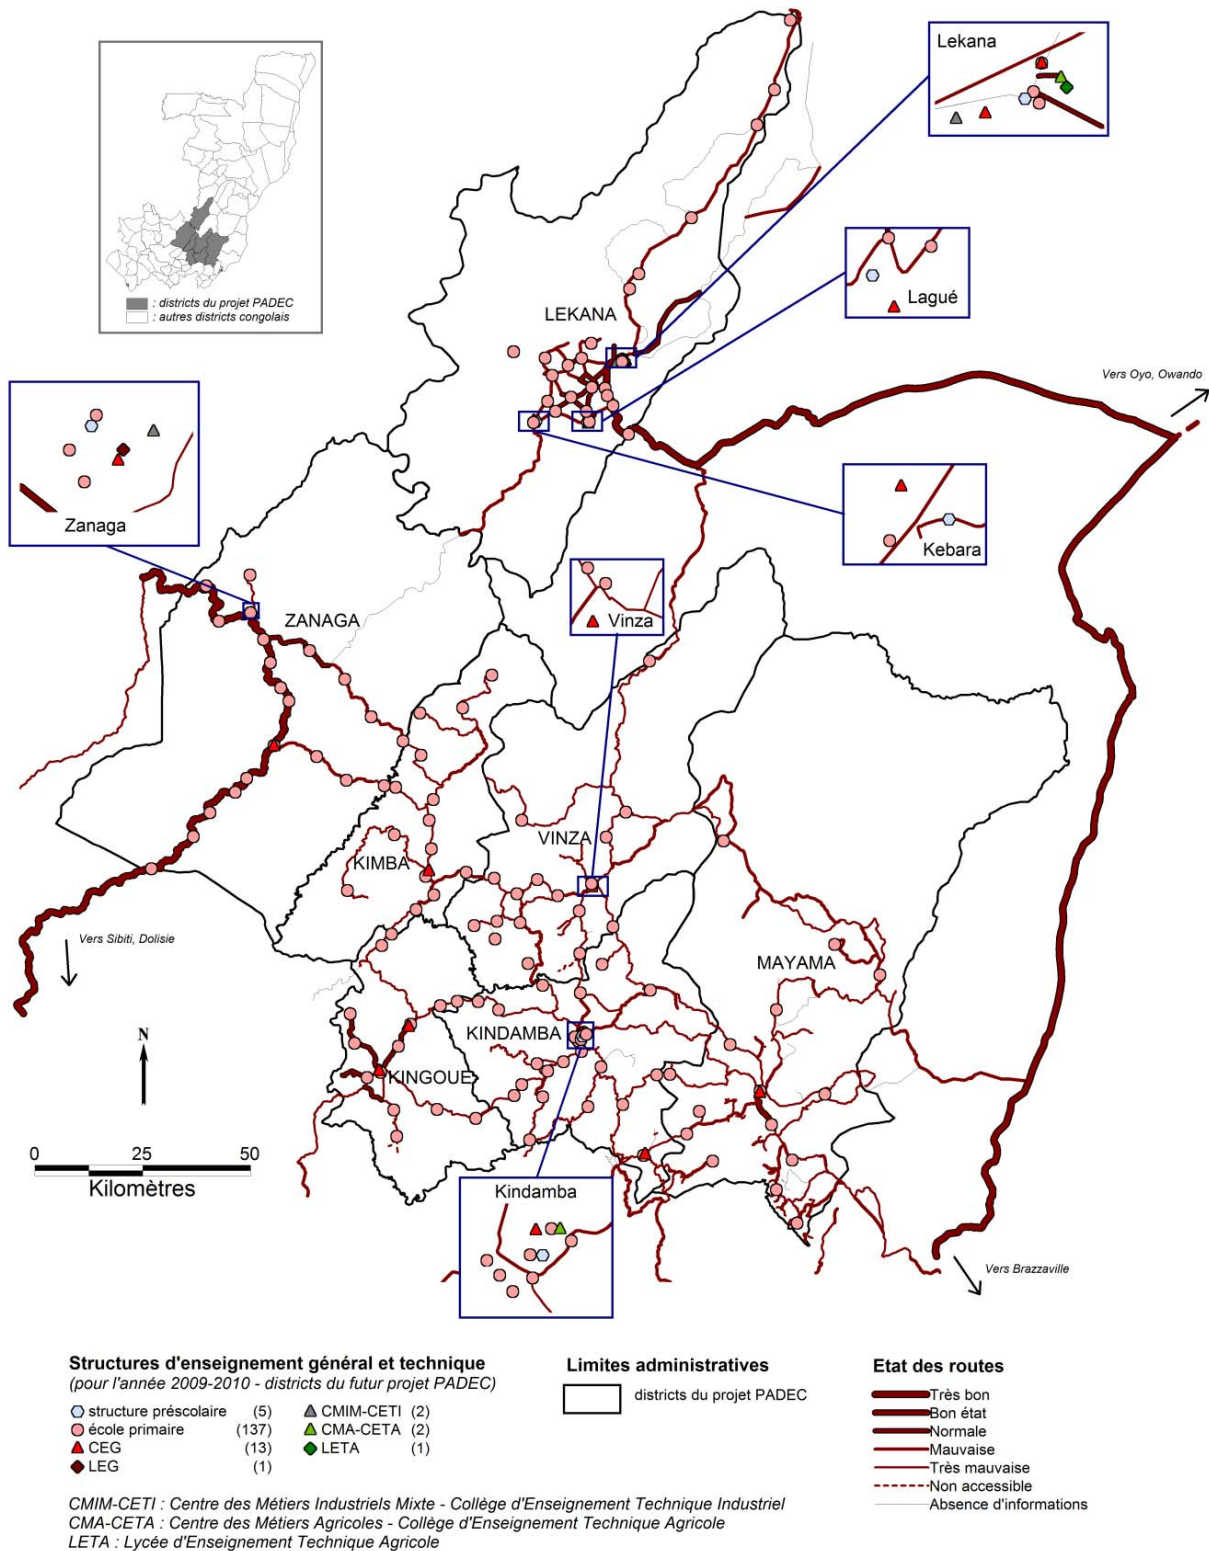 Lekana
: districts du projet PADEC
: autres districts congolais
Lagué
LEKANA
Vers Oyo, Owando
Zanaga
Kebara
Vinza
ZANAGA
VINZA
KIMBA
Vers Sibiti, Dolisie
MAYAMA
N
KINDAMBA
KINGOUE
0 25 50
Kilomètres
Kindamba
Vers Brazzaville
Structures d'enseignement général et technique
(pour l'année 2009-2010 - districts du futur projet PADEC)
structure préscolaire (5)
école primaire (137)
CEG (13)
LEG (1)
CMIM-CETI (2)
CMA-CETA (2)
LETA (1)
Limites administratives
districts du projet PADEC
Etat des routes
Très bon
Bon état
Normale
Mauvaise
Très mauvaise
Non accessible
Absence d'informations
CMIM-CETI : Centre des Métiers Industriels Mixte - Collège d'Enseignement Technique Industriel
CMA-CETA : Centre des Métiers Agricoles - Collège d'Enseignement Technique Agricole
LETA : Lycée d'Enseignement Technique Agricole